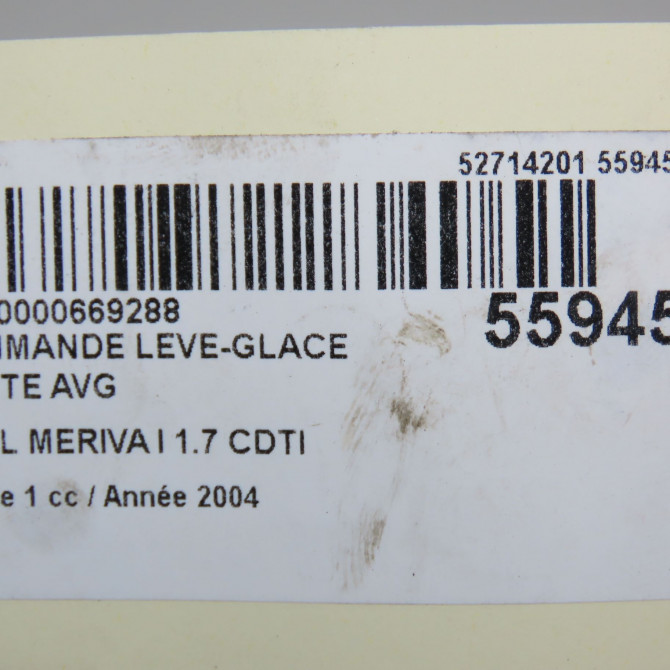 52714201 55945
0000669288
55945
MMANDE LEVE-GLACE
TE AVG
L MERIVA I 1.7 CDTI
e 1 cc / Année 2004